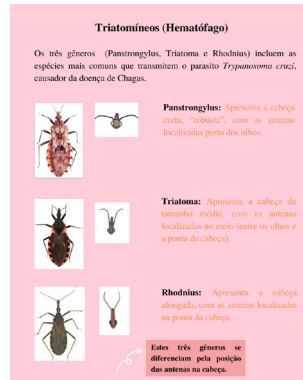 Triatomíneos (Hematófago)
Os três gêneros (Panstrongylus, Triatoma e Rhodnius) incluem as
espécies mais comuns que transmitem o parasito Trypanosoma cruzi,
causador da doença de Chagas.
Panstrongylus: Apresenta a cabeça
curta, "robusta", com as antenas
localizadas perto dos olhos.
Triatoma: Apresenta a cabeça de
tamanho médio, com as antenas
localizadas no meio (entre os olhos e
a ponta da cabeça).
Rhodnius: Apresenta a cabeça
alongada, com as antenas localizadas
na ponta da cabeça.
Estes três gêneros se
diferenciam pela posição
das antenas na cabeça.